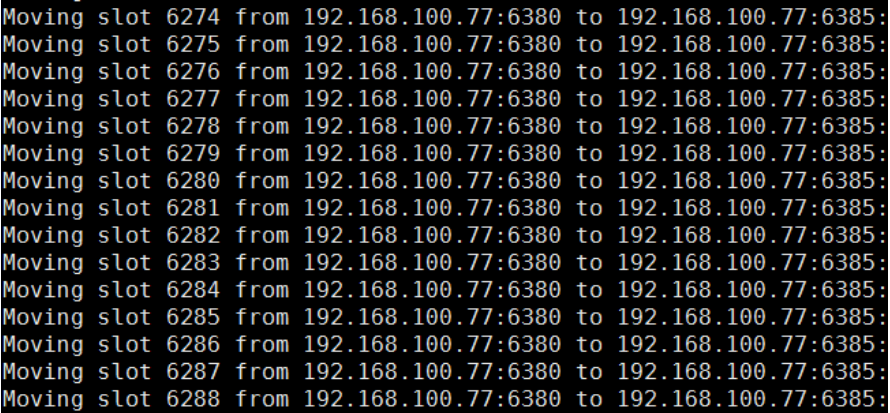 Moving slot 6274 from 192.168.100.77:6380 to 192.168.100.77:6385:
Moving slot 6275 from 192.168.100.77:6380 to 192.168.100.77:6385:
Moving slot 6276 from 192.168.100.77:6380 to 192.168.100.77:6385:
Moving slot 6277 from 192.168.100.77:6380 to 192.168.100.77:6385:
Moving slot 6278 from 192.168.100.77:6380 to 192.168.100.77:6385:
Moving slot 6279 from 192.168.100.77:6380 to 192.168.100.77:6385:
Moving slot 6280 from 192.168.100.77:6380 to 192.168.100.77:6385:
Moving slot 6281 from 192.168.100.77:6380 to 192.168.100.77:6385:
Moving slot 6282 from 192.168.100.77:6380 to 192.168.100.77:6385:
Moving slot 6283 from 192.168.100.77:6380 to 192.168.100.77:6385:
Moving slot 6284 from 192.168.100.77:6380 to 192.168.100.77:6385:
Moving slot 6285 from 192.168.100.77:6380 to 192.168.100.77:6385:
Moving slot 6286 from 192.168.100.77:6380 to 192.168.100.77:6385:
Moving slot 6287 from 192.168.100.77:6380 to 192.168.100.77:6385:
Moving slot 6288 from 192.168.100.77:6380 to 192.168.100.77:6385: